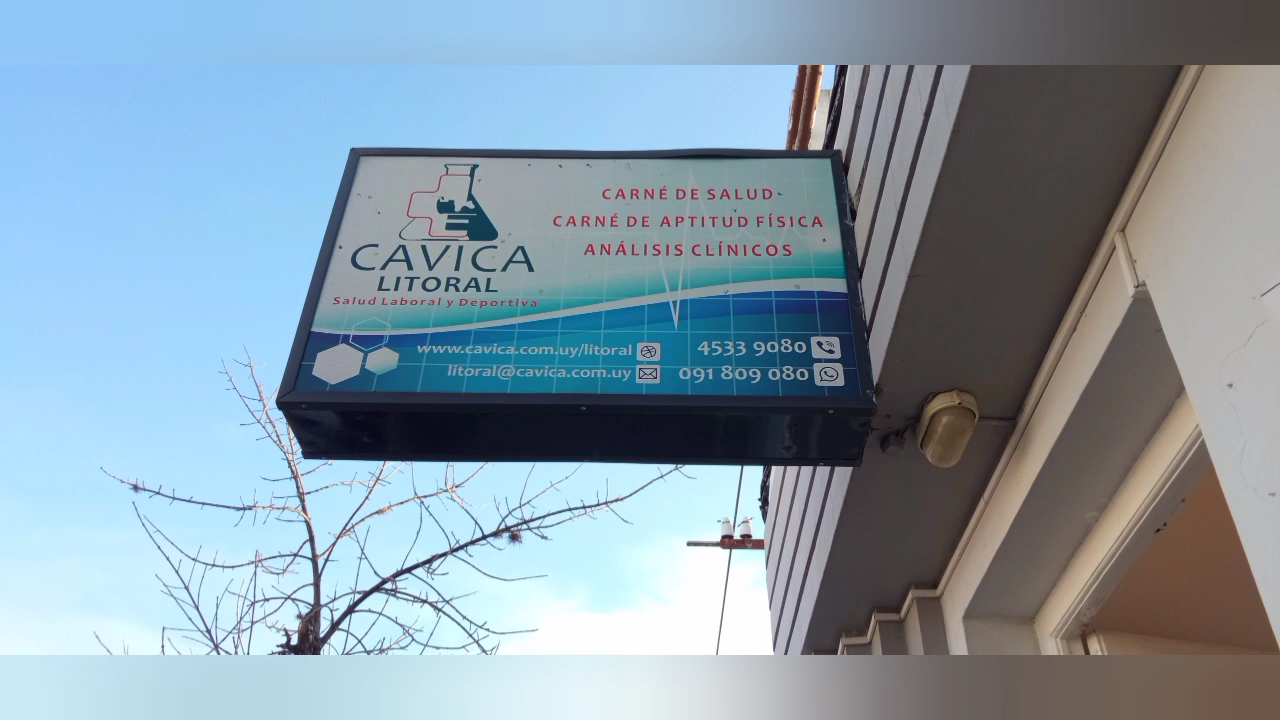 CAVICA
LITORAL
Salud Laboral y Deportiva
CARNÉ DE SALUD
CARNÉ DE APTITUD FÍSICA
ANÁLISIS CLÍNICOS
www.cavica.com.uy/litoral
litoral@cavica.com.uy
4533 9080
091 809 080